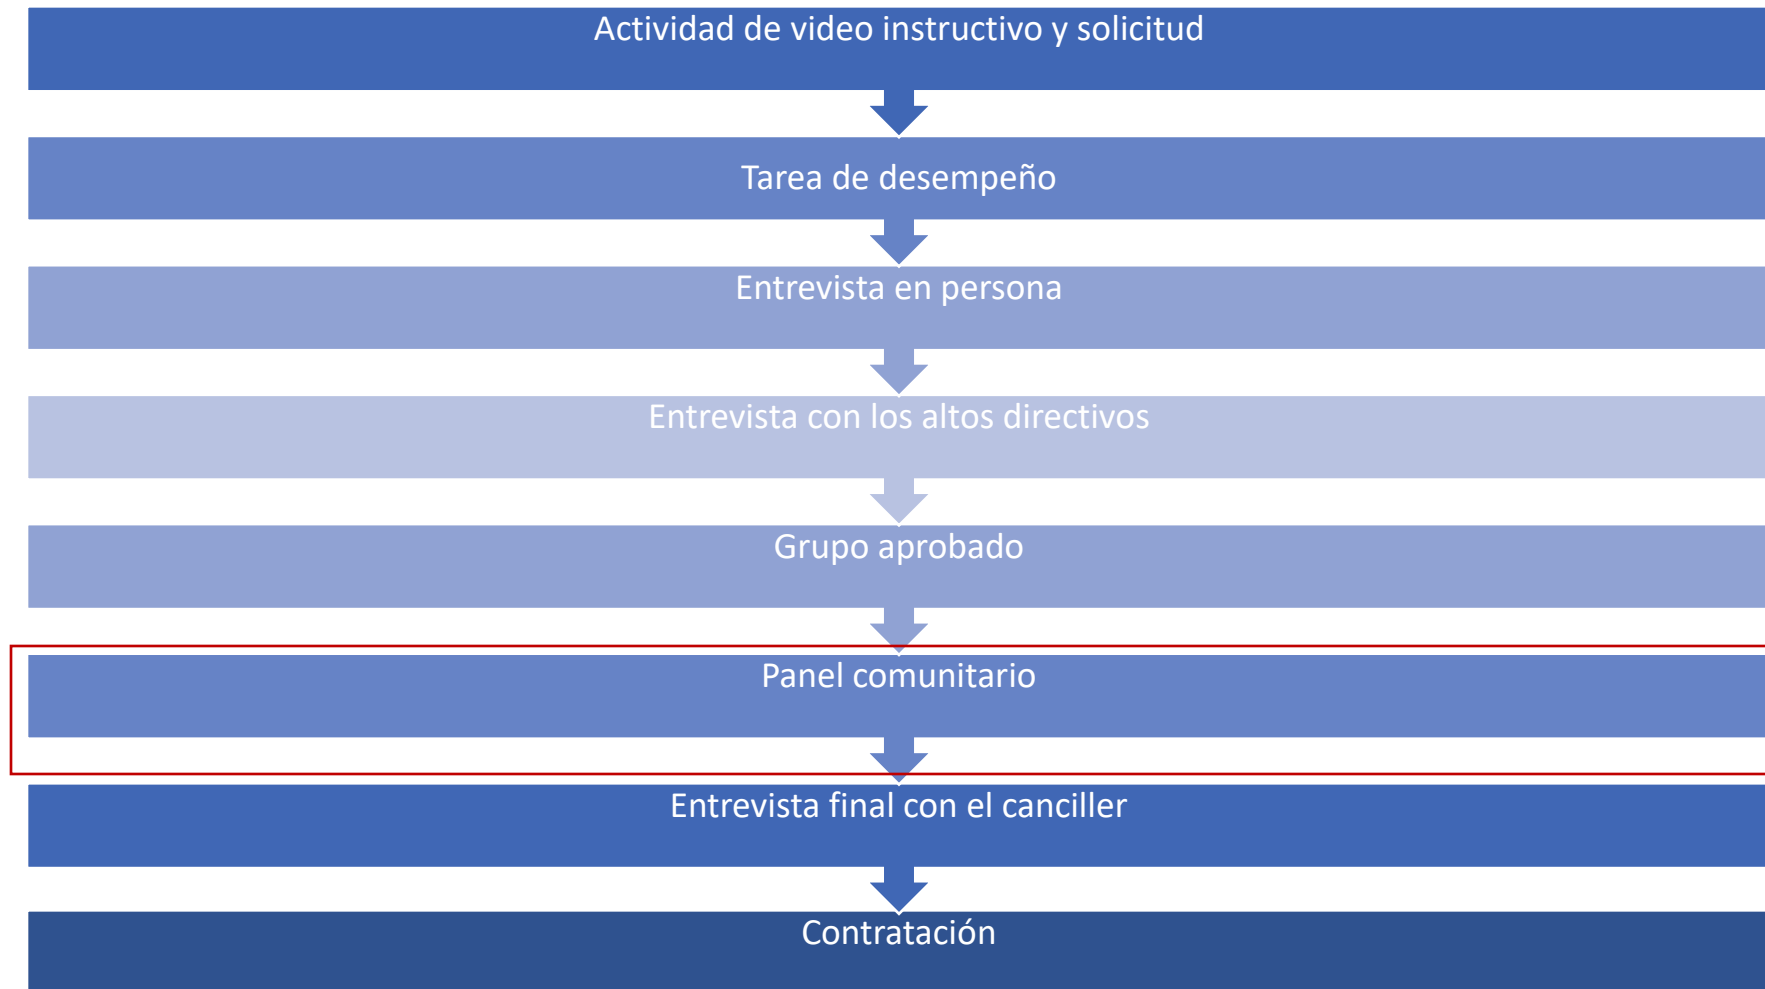 Actividad de video instructivo y solicitud
Tarea de desempeño
Entrevista en persona
Entrevista con los altos directivos
Grupo aprobado
Panel comunitario
Entrevista final con el canciller
Contratación